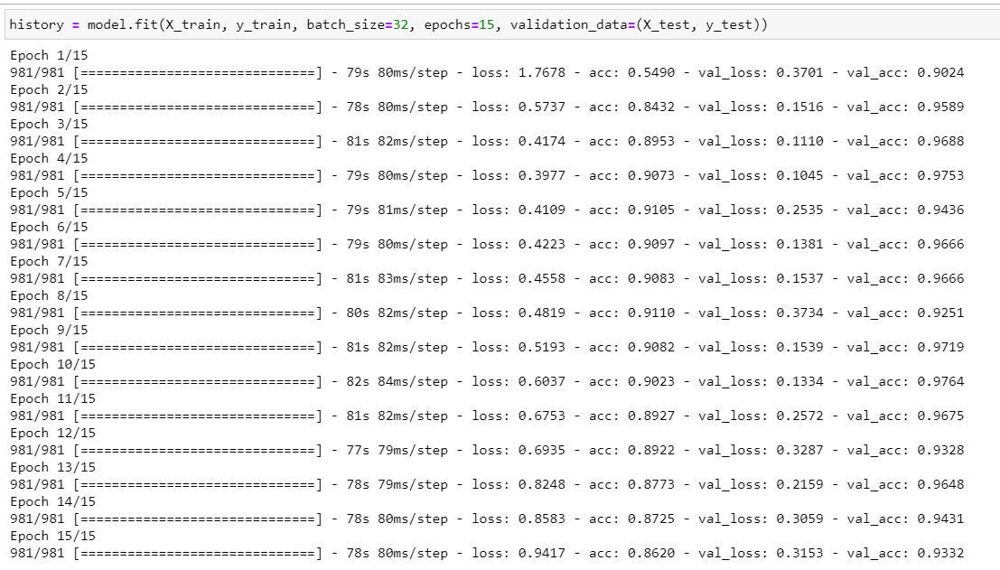 history = model.fit(X_train, y_train, batch_size=32, epochs=15, validation_data=(X_test, y_test))
Epoch 1/15
981/981 [==============================] - 79s 80ms/step - loss: 1.7678 - acc: 0.5490 - val_loss: 0.3701 - val_acc: 0.9024
Epoch 2/15
981/981 [==============================] - 78s 80ms/step - loss: 0.5737 - acc: 0.8432 - val_loss: 0.1516 - val_acc: 0.9589
Epoch 3/15
981/981 [==============================] - 81s 82ms/step - loss: 0.4174 - acc: 0.8953 - val_loss: 0.1110 - val_acc: 0.9688
Epoch 4/15
981/981 [==============================] - 79s 80ms/step - loss: 0.3977 - acc: 0.9073 - val_loss: 0.1045 - val_acc: 0.9753
Epoch 5/15
981/981 [==============================] - 79s 81ms/step - loss: 0.4109 - acc: 0.9105 - val_loss: 0.2535 - val_acc: 0.9436
Epoch 6/15
981/981 [==============================] - 79s 80ms/step - loss: 0.4223 - acc: 0.9097 - val_loss: 0.1381 - val_acc: 0.9666
Epoch 7/15
981/981 [==============================] - 81s 83ms/step - loss: 0.4558 - acc: 0.9083 - val_loss: 0.1537 - val_acc: 0.9666
Epoch 8/15
981/981 [==============================] - 80s 82ms/step - loss: 0.4819 - acc: 0.9110 - val_loss: 0.3734 - val_acc: 0.9251
Epoch 9/15
981/981 [==============================] - 81s 82ms/step - loss: 0.5193 - acc: 0.9082 - val_loss: 0.1539 - val_acc: 0.9719
Epoch 10/15
981/981 [==============================] - 82s 84ms/step - loss: 0.6037 - acc: 0.9023 - val_loss: 0.1334 - val_acc: 0.9764
Epoch 11/15
981/981 [==============================] - 81s 82ms/step - loss: 0.6753 - acc: 0.8927 - val_loss: 0.2572 - val_acc: 0.9675
Epoch 12/15
981/981 [==============================] - 77s 79ms/step - loss: 0.6935 - acc: 0.8922 - val_loss: 0.3287 - val_acc: 0.9328
Epoch 13/15
981/981 [==============================] - 78s 79ms/step - loss: 0.8248 - acc: 0.8773 - val_loss: 0.2159 - val_acc: 0.9648
Epoch 14/15
981/981 [==============================] - 78s 80ms/step - loss: 0.8583 - acc: 0.8725 - val_loss: 0.3059 - val_acc: 0.9431
Epoch 15/15
981/981 [==============================] - 78s 80ms/step - loss: 0.9417 - acc: 0.8620 - val_loss: 0.3153 - val_acc: 0.9332